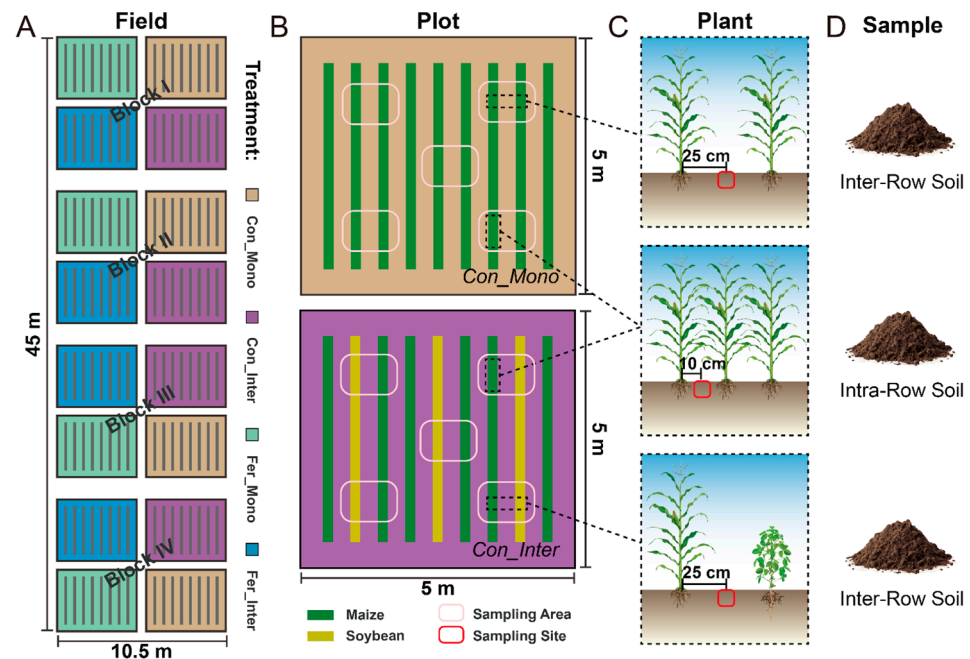 A
Field
45 m
Block I
Block II
Block III
Block IV
10.5 m
Treatment:
Con_Mono
Con_Inter
Fer_Mono
Fer_Inter
B
Plot
Con_Mono
5 m
Con_Inter
5 m
5 m
Maize
Soybean
Sampling Area
Sampling Site
C
Plant
25 cm
10 cm
25 cm
D
Sample
Inter-Row Soil
Intra-Row Soil
Inter-Row Soil